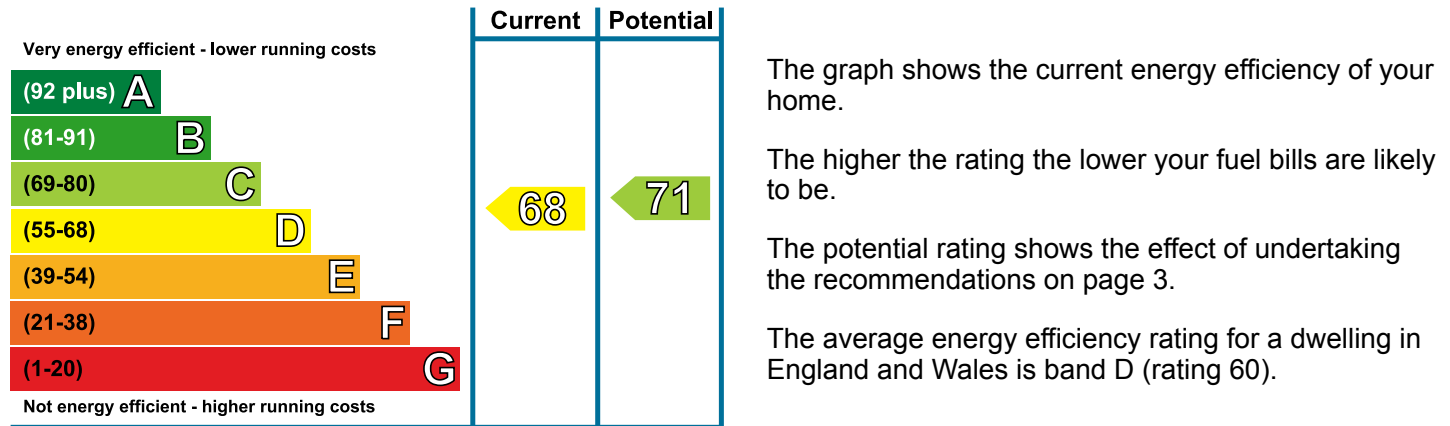 Current Potential
Very energy efficient - lower running costs
(92 plus) A
(81-91) B
(69-80) C
(55-68) D
(39-54) E
(21-38) F
(1-20) G
Not energy efficient - higher running costs
68 71
The graph shows the current energy efficiency of your
home.
The higher the rating the lower your fuel bills are likely
to be.
The potential rating shows the effect of undertaking
the recommendations on page 3.
The average energy efficiency rating for a dwelling in
England and Wales is band D (rating 60).